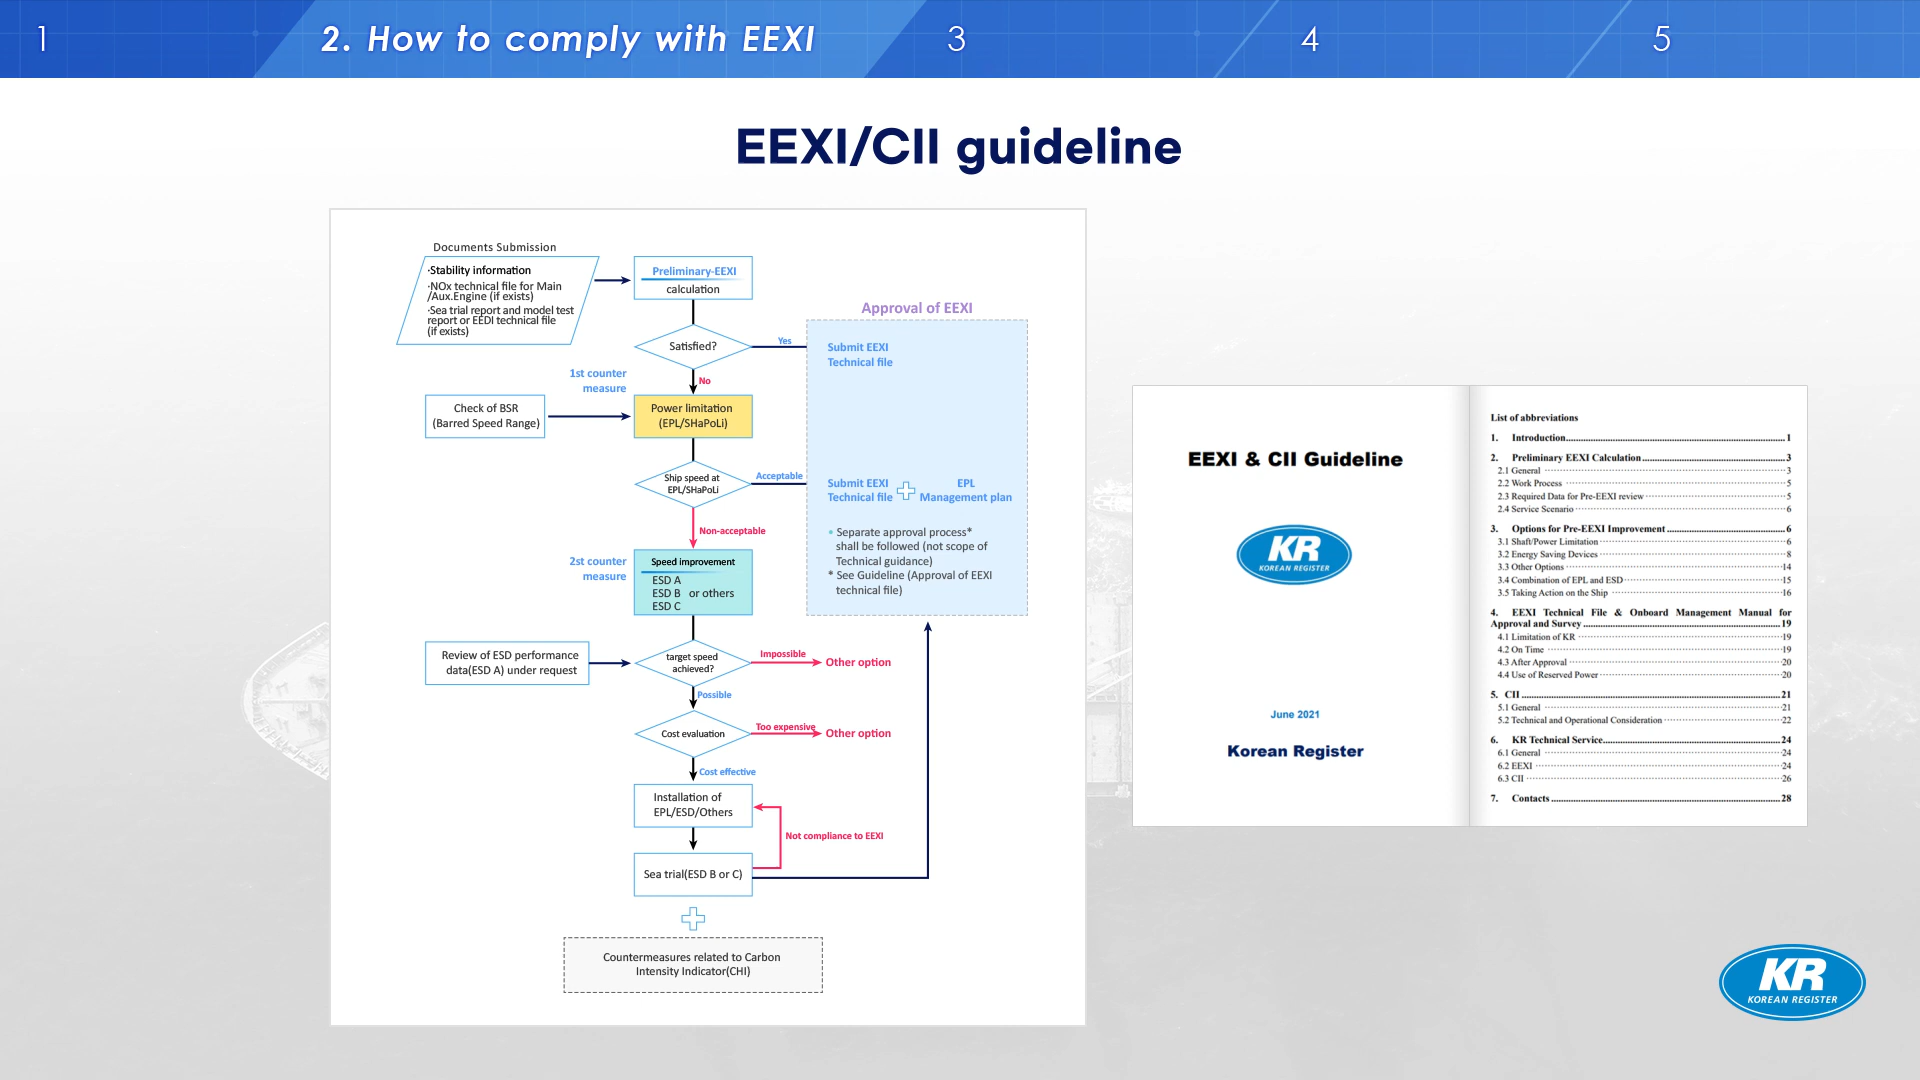 1
2. How to comply with EEXI
3
4
5
EEXI/CII guideline
Documents Submission
·Stability information
·NOx technical file for Main
/Aux.Engine (if exists)
·Sea trial report and model test
report or EEDI technical file
(if exists)
Preliminary-EEXI
calculation
Satisfied?
Yes
No
1st counter
measure
Check of BSR
(Barred Speed Range)
Power limitation
(EPL/SHaPoLi)
Ship speed at
EPL/SHaPoLi
Acceptable
Non-acceptable
2st counter
measure
Speed improvement
ESD A
ESD B or others
ESD C
Review of ESD performance
data(ESD A) under request
target speed
achieved?
Impossible
Other option
Possible
Cost evaluation
Too expensive
Other option
Cost effective
Installation of
EPL/ESD/Others
Not compliance to EEXI
Sea trial(ESD B or C)
Countermeasures related to Carbon
Intensity Indicator(CHI)
Approval of EEXI
Submit EEXI
Technical file
Submit EEXI
Technical file
EPL
Management plan
• Separate approval process*
shall be followed (not scope of
Technical guidance)
* See Guideline (Approval of EEXI
technical file)
EEXI & CII Guideline
KR
KOREAN REGISTER
June 2021
Korean Register
List of abbreviations
1. Introduction 1
2. Preliminary EEXI Calculation 3
2.1 General 3
2.2 Work Process 5
2.3 Required Data for Pre-EEXI review 5
2.4 Service Scenario 6
3. Options for Pre-EEXI Improvement 6
3.1 Shaft/Power Limitation 6
3.2 Energy Saving Devices 8
3.3 Other Options 14
3.4 Combination of EPL and ESD 15
3.5 Taking Action on the Ship 16
4. EEXI Technical File & Onboard Management Manual for
Approval and Survey 19
4.1 Limitation of KR 19
4.2 On Time 19
4.3 After Approval 20
4.4 Use of Reserved Power 20
5. CII 21
5.1 General 21
5.2 Technical and Operational Consideration 22
6. KR Technical Service 24
6.1 General 24
6.2 EEXI 24
6.3 CII 26
7. Contacts 28
KR
KOREAN REGISTER